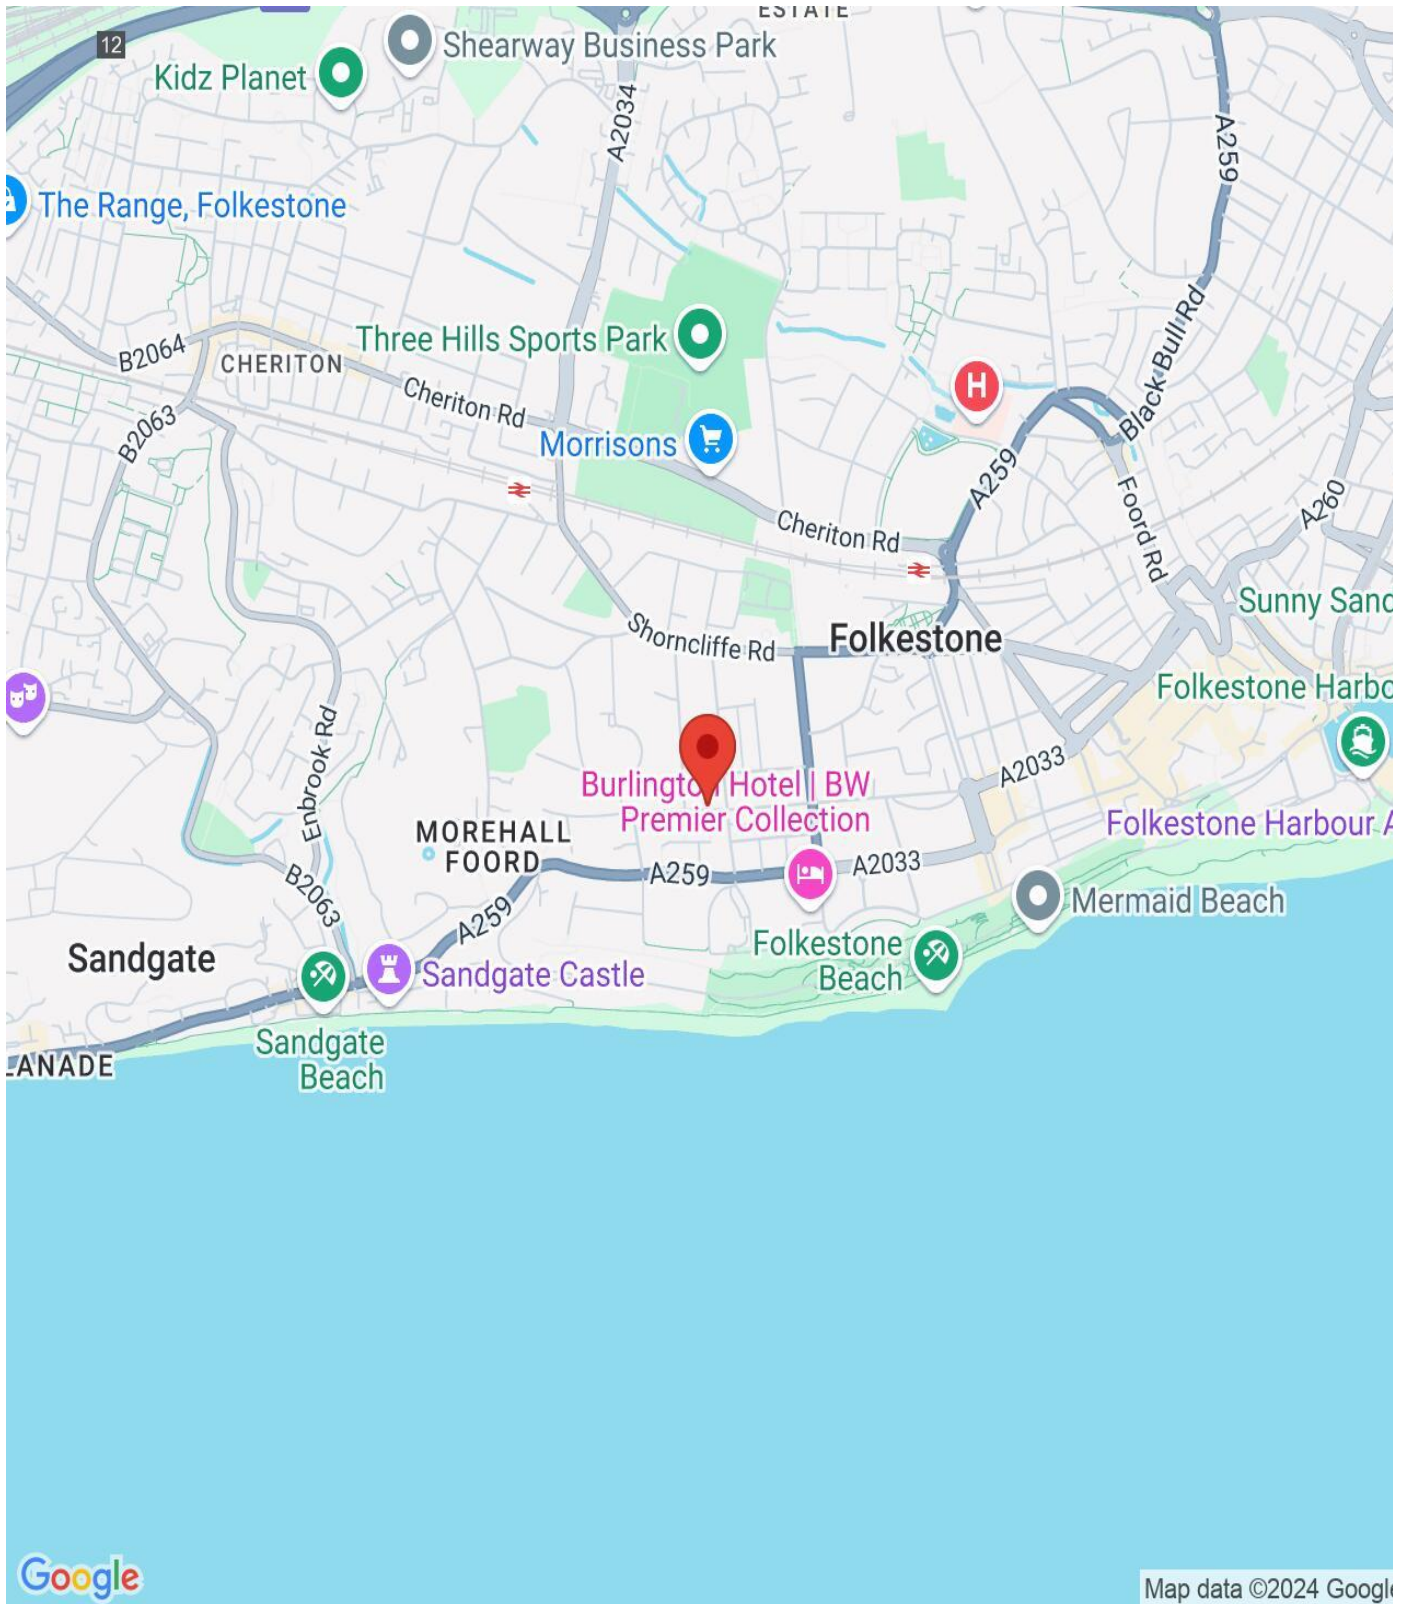 ESTATE
12
Shearway Business Park
Kidz Planet
A2034
A259
The Range, Folkestone
Black Bull Rd
Three Hills Sports Park
B2064
CHERITON
Cheriton Rd
H
B2063
Morrisons
A259
Foord Rd
A260
Cheriton Rd
Sunny Sand
Shorncliffe Rd
Folkestone
Folkestone Harbo
Enbrook Rd
A2033
Burlington Hotel | BW
Premier Collection
MOREHALL
FOORD
Folkestone Harbour A
A259
A2033
B2063
Mermaid Beach
A259
Sandgate
Folkestone
Beach
Sandgate Castle
Sandgate
Beach
LANADE
Google
Map data ©2024 Google